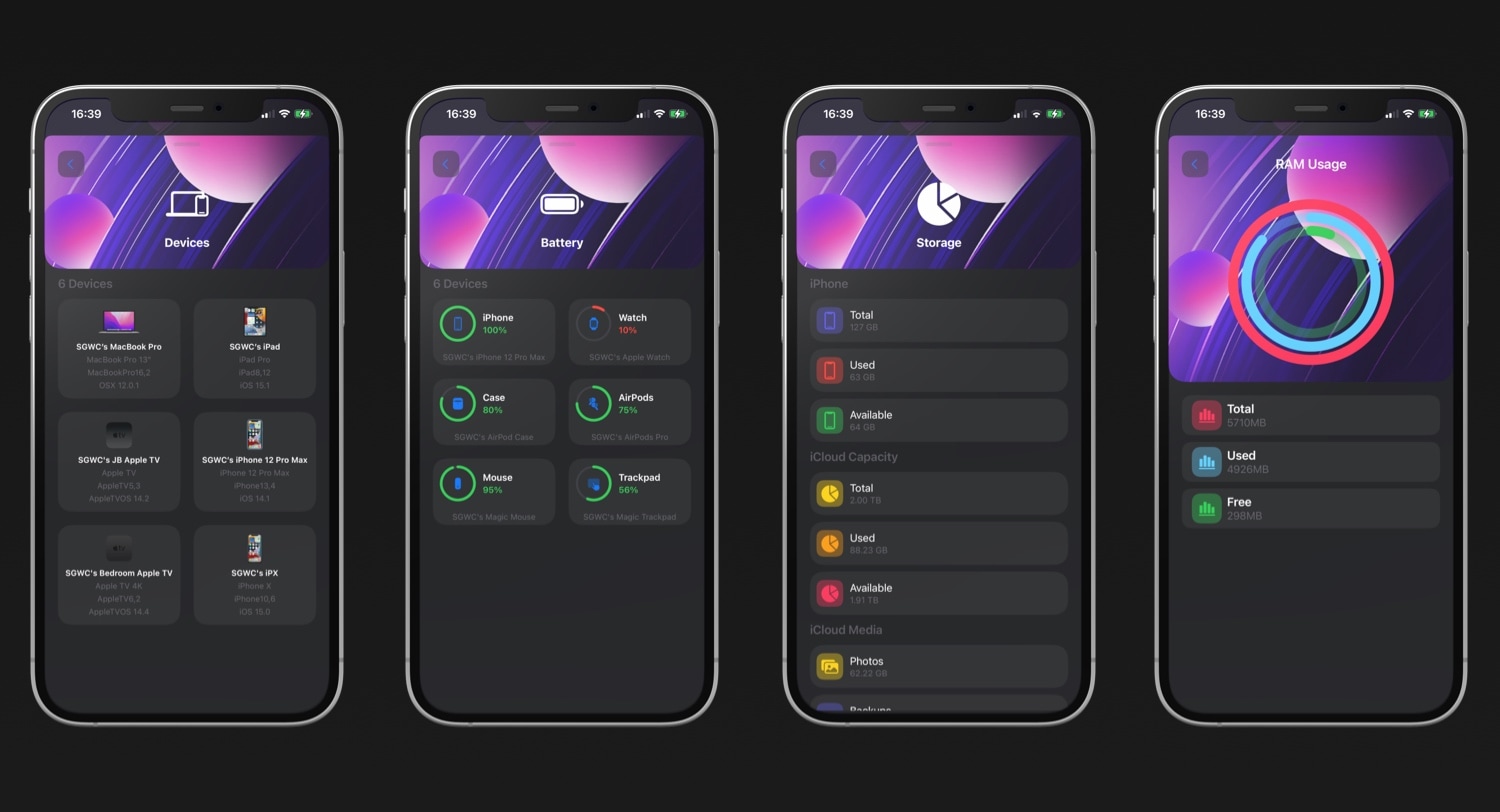 16:39
Devices
6 Devices
SGWC's MacBook Pro
MacBook Pro 13"
MacBookPro16,2
OSX 12.0.1
SGWC's iPad
iPad Pro
iPad8,12
iOS 15.1
SGWC's JB Apple TV
Apple TV
AppleTV5,3
AppleTVOS 14.2
SGWC's iPhone 12 Pro Max
iPhone 12 Pro Max
iPhone13,4
iOS 14.1
SGWC's Bedroom Apple TV
Apple TV 4K
AppleTV6,2
AppleTVOS 14.4
SGWC's iPX
iPhone X
iPhone10,6
iOS 15.0
16:39
Battery
6 Devices
iPhone
100%
SGWC's iPhone 12 Pro Max
Watch
10%
SGWC's Apple Watch
Case
80%
SGWC's AirPod Case
AirPods
75%
SGWC's AirPods Pro
Mouse
95%
SGWC's Magic Mouse
Trackpad
56%
SGWC's Magic Trackpad
16:39
Storage
iPhone
Total
127 GB
Used
63 GB
Available
64 GB
iCloud Capacity
Total
2.00 TB
Used
88.23 GB
Available
1.91 TB
iCloud Media
Photos
62.22 GB
Backups
16:39
RAM Usage
Total
5710MB
Used
4926MB
Free
298MB